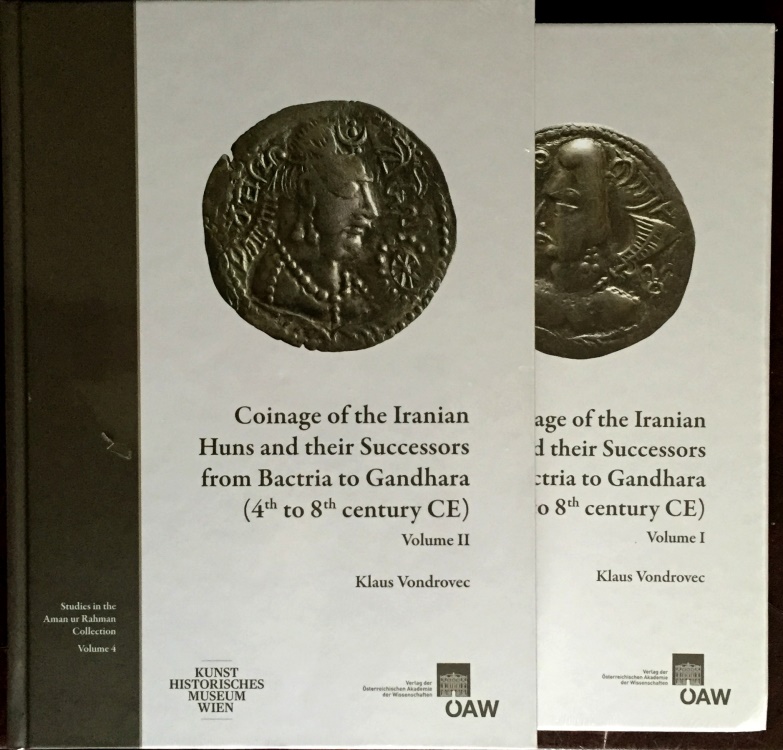 Coinage of the Iranian
Huns and their Successors
from Bactria to Gandhara
(4th to 8th century CE)
Volume II
Klaus Vondrovec
Studies in the
Aman ur Rahman
Collection
Volume 4
KUNST
HISTORISCHES
MUSEUM
WIEN
Verlag der
Österreichischen Akademie
der Wissenschaften
ÖAW
age of the Iranian
d their Successors
ctria to Gandhara
o 8th century CE)
Volume I
Klaus Vondrovec
Verlag der
Österreichischen Akademie
der Wissenschaften
ÖAW